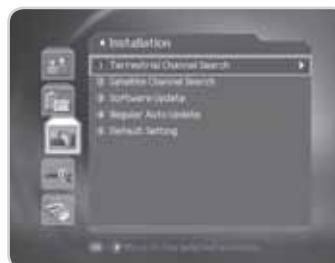 Installation
1 Terrestrial Channel Search
2 Satellite Channel Search
3 Software Update
4 Regular Auto Update
5 Default Setting